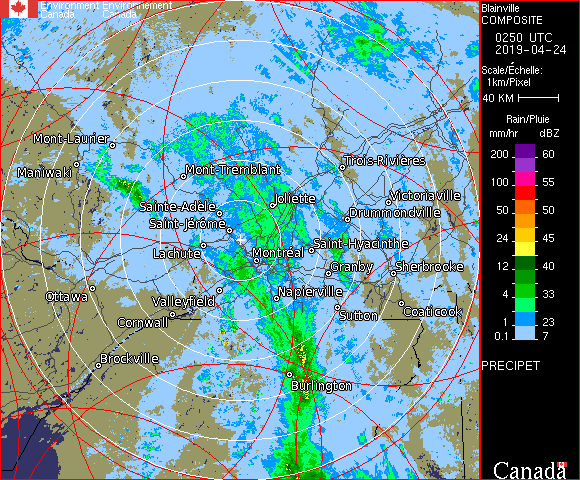 Environment Environnement
Canada Canada
Blainville
COMPOSITE
0250 UTC
2019-04-24
Scale/Échelle:
1km/Pixel
40 KM
Rain/Pluie
mm/hr dBZ
200 60
100 55
50 50
24 45
12 40
8 38
4 33
1 23
0.1 7
PRECIPET
Mont-Laurier
Maniwaki
Mont-Tremblant
Trois-Rivières
Victoriaville
Joliette
Sainte-Adèle
Drummondville
Saint-Jérôme
Saint-Hyacinthe
Lachute
Montréal
Granby
Sherbrooke
Ottawa
Valleyfield
Napierville
Cornwall
Sutton
Coaticook
Brockville
Burlington
Canada